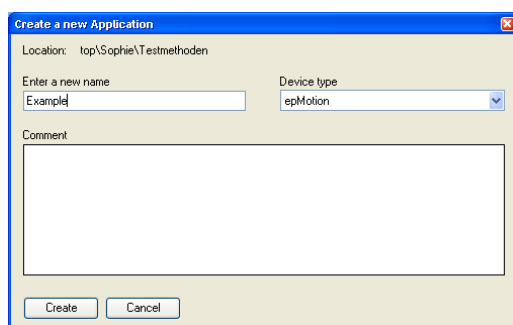 Create a new Application
Location: top\Sophie\Testmethoden
Enter a new name Device type
Example epMotion
Comment
Create Cancel